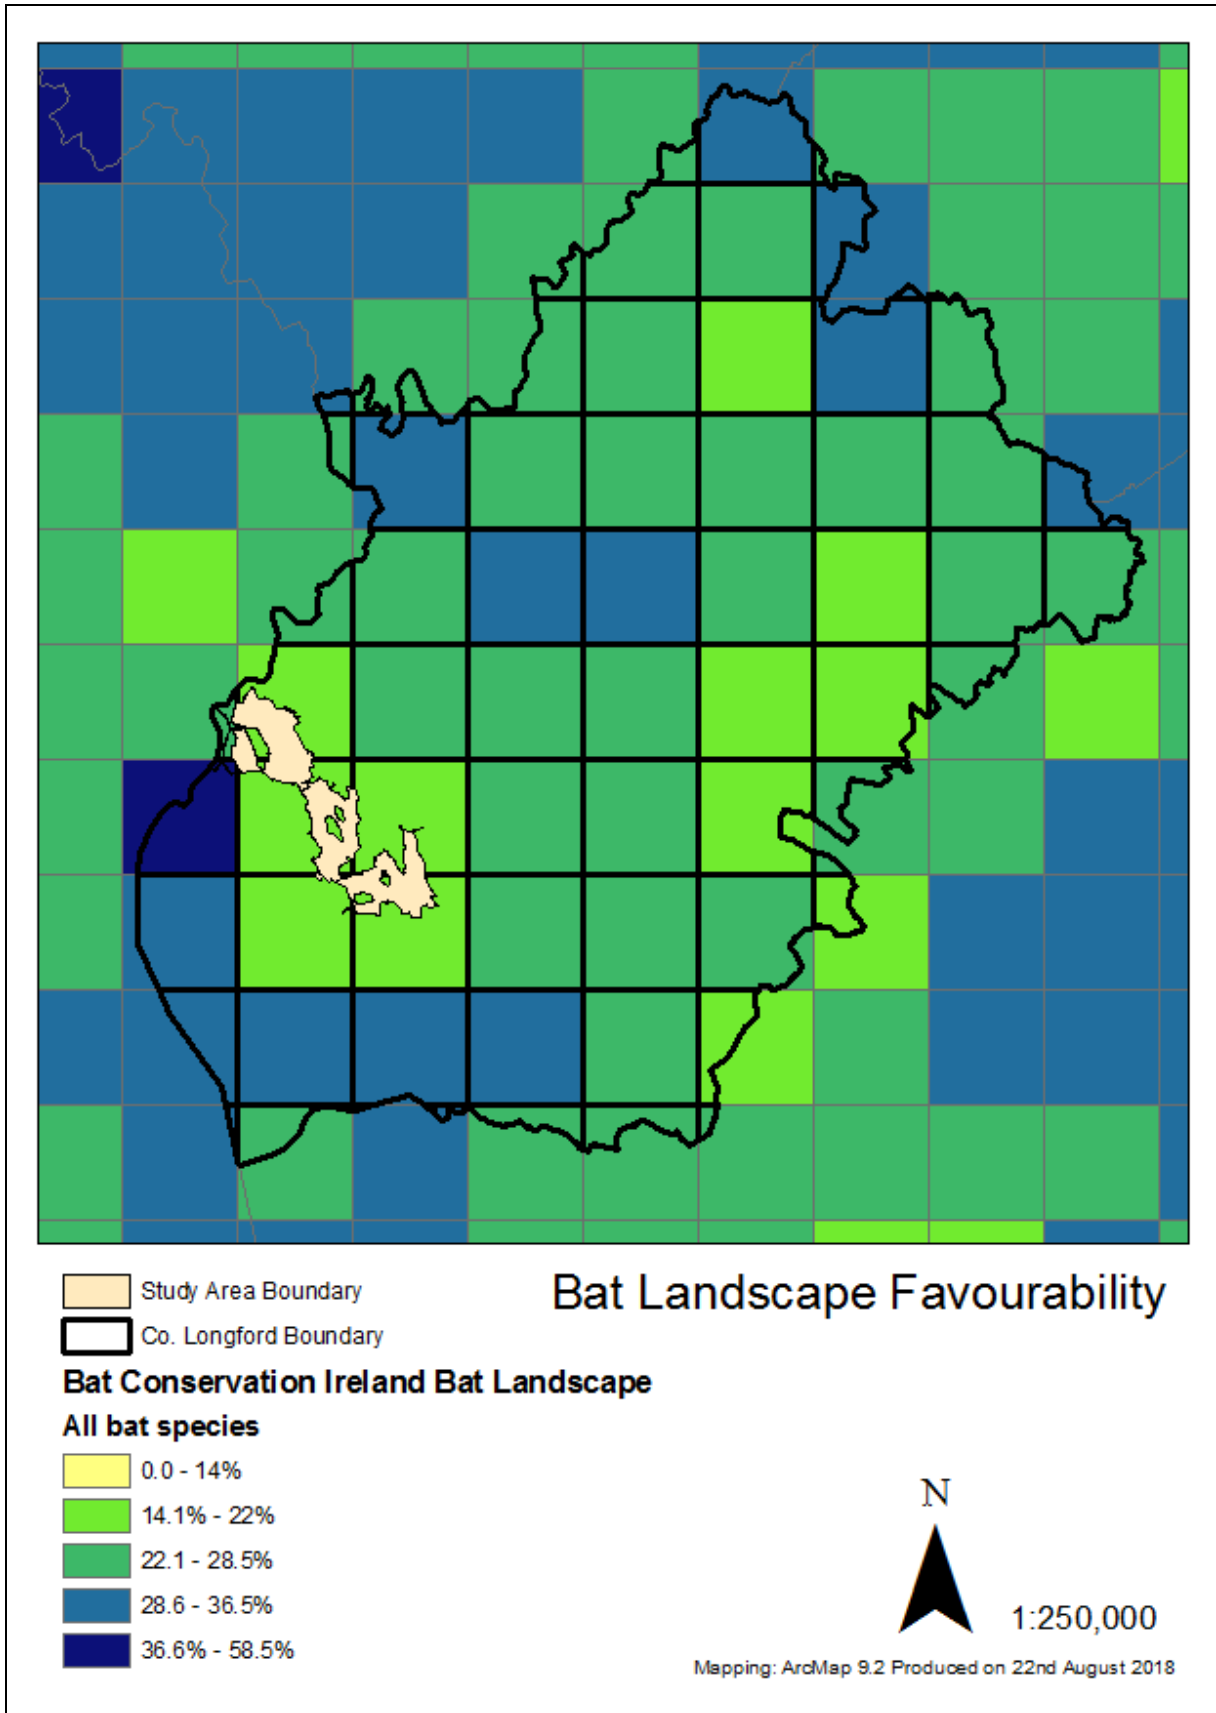 Bat Landscape Favourability
Study Area Boundary
Co. Longford Boundary
Bat Conservation Ireland Bat Landscape
All bat species
0.0 - 14%
14.1% - 22%
22.1 - 28.5%
28.6 - 36.5%
36.6% - 58.5%
N
1:250,000
Mapping: ArcMap 9.2 Produced on 22nd August 2018